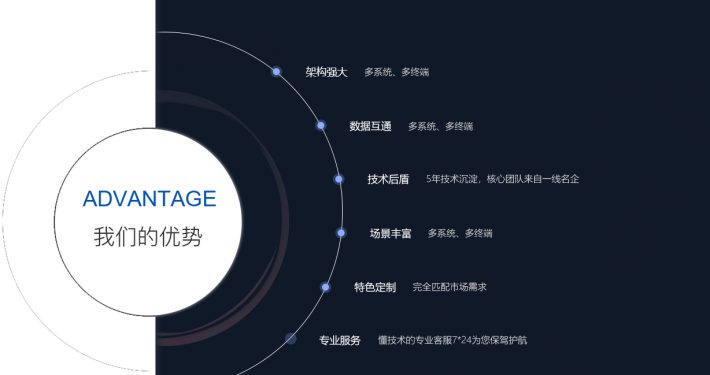 ADVANTAGE
我们的优势
架构强大 多系统、多终端
数据互通 多系统、多终端
技术后盾 5年技术沉淀，核心团队来自一线名企
场景丰富 多系统、多终端
特色定制 完全匹配市场需求
专业服务 懂技术的专业客服7*24为您保驾护航